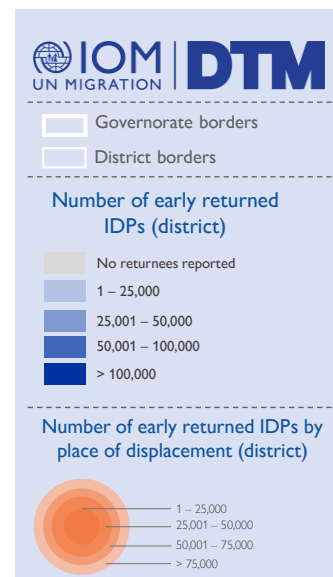 IOM
UN MIGRATION
DTM
Governorate borders
District borders
Number of early returned
IDPs (district)
No returnees reported
1 – 25,000
25,001 – 50,000
50,001 – 100,000
> 100,000
Number of early returned IDPs by
place of displacement (district)
1 – 25,000
25,001 – 50,000
50,001 – 75,000
> 75,000